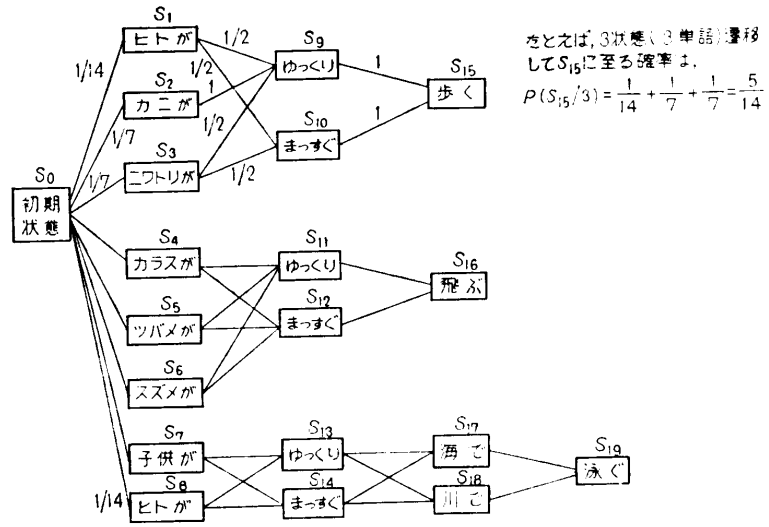 S₀
初期
状態
1/14
1/7
1/7
1/14
S₁
ヒトが
S₂
カニが
S₃
ニワトリが
S₄
カラスが
S₅
ツバメが
S₆
スズメが
S₇
子供が
S₈
ヒトが
1/2
1/2
1
1/2
1/2
S₉
ゆっくり
S₁₀
まっすぐ
S₁₁
ゆっくり
S₁₂
まっすぐ
S₁₃
ゆっくり
S₁₄
まっすぐ
1
1
S₁₅
歩く
S₁₆
飛ぶ
S₁₇
海で
S₁₈
川で
S₁₉
泳ぐ
たとえば, 3状態(3単語)遷移
してS₁₅に至る確率は,
P(S₁₅/3)=1/14+1/7+1/7=5/14